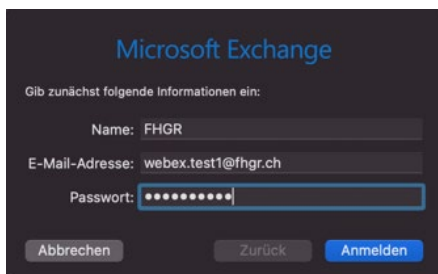 Microsoft Exchange
Gib zunächst folgende Informationen ein:
Name: FHGR
E-Mail-Adresse: webex.test1@fhgr.ch
Passwort: ••••••••••
Abbrechen Zurück Anmelden